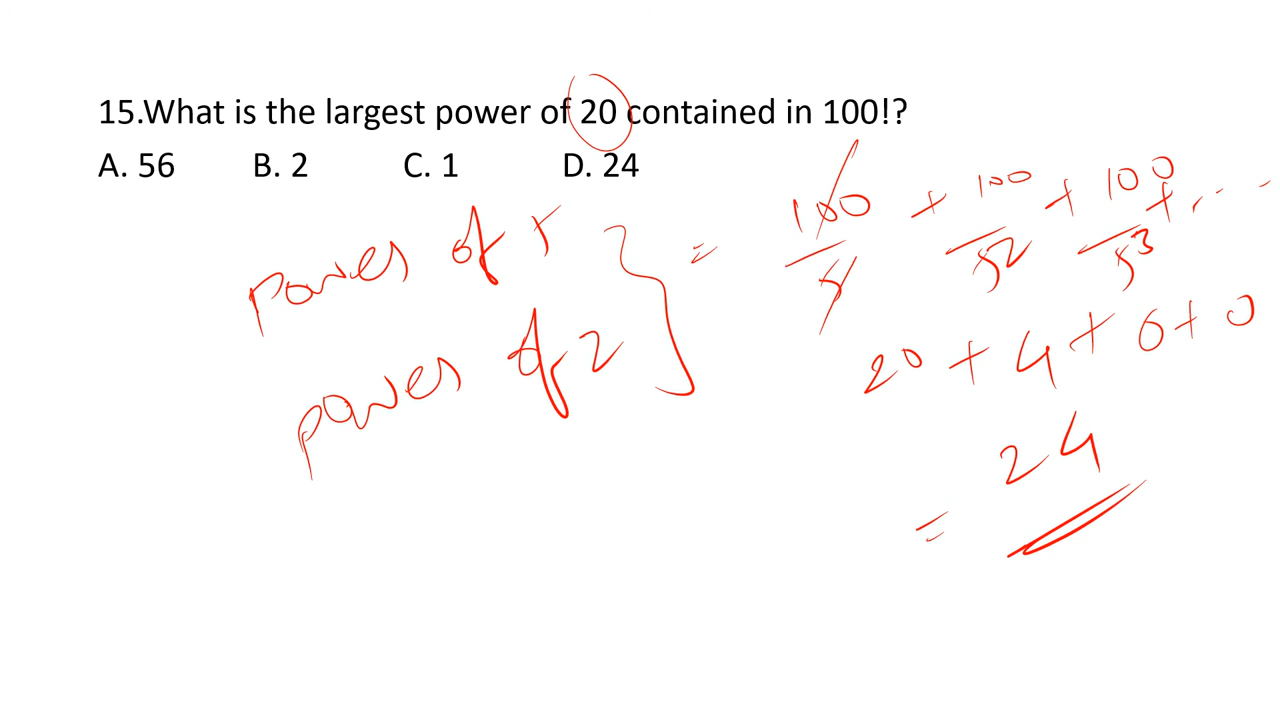 15.What is the largest power of 20 contained in 100!?
A. 56 B. 2 C. 1 D. 24
power of 5
power of 2
= 100/5 + 100/5² + 100/5³ + ...
20 + 4 + 0 + 0
= 24